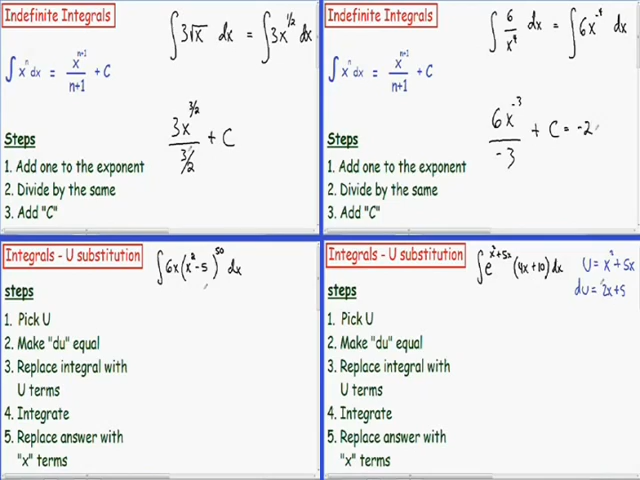 Indefinite Integrals
∫3√x dx = ∫3x^(1/2) dx
∫x^n dx = x^(n+1)/(n+1) + C
3x^(3/2)/(3/2) + C
Steps
1. Add one to the exponent
2. Divide by the same
3. Add "C"
Indefinite Integrals
∫6/x^4 dx = ∫6x^-4 dx
∫x^n dx = x^(n+1)/(n+1) + C
6x^-3/-3 + C = -2
Steps
1. Add one to the exponent
2. Divide by the same
3. Add "C"
Integrals - U substitution
∫6x(x^2-5)^50 dx
steps
1. Pick U
2. Make "du" equal
3. Replace integral with
U terms
4. Integrate
5. Replace answer with
"x" terms
Integrals - U substitution
∫e^(x^2+5x) (4x+10)dx
U = x^2+5x
du = 2x+5
steps
1. Pick U
2. Make "du" equal
3. Replace integral with
U terms
4. Integrate
5. Replace answer with
"x" terms